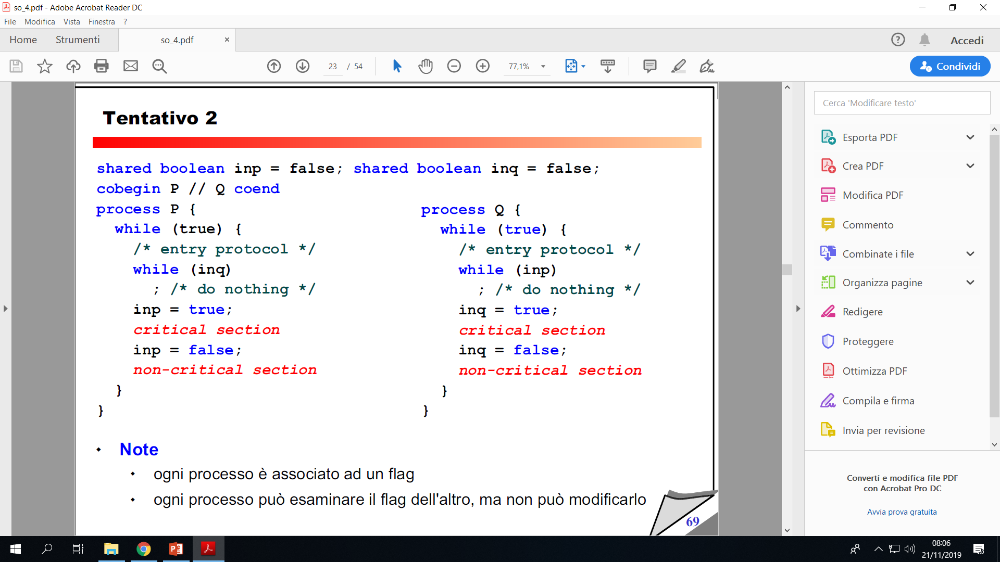 so_4.pdf - Adobe Acrobat Reader DC
File Modifica Vista Finestra ?
Home Strumenti so_4.pdf × Accedi
23 / 54 77,1% Condividi
Tentativo 2
shared boolean inp = false; shared boolean inq = false;
cobegin P // Q coend
process P {
while (true) {
/* entry protocol */
while (inq)
; /* do nothing */
inp = true;
critical section
inp = false;
non-critical section
}
}
process Q {
while (true) {
/* entry protocol */
while (inp)
; /* do nothing */
inq = true;
critical section
inq = false;
non-critical section
}
}
Note
ogni processo è associato ad un flag
ogni processo può esaminare il flag dell'altro, ma non può modificarlo
69
Cerca 'Modificare testo'
Esporta PDF
Crea PDF
Modifica PDF
Commento
Combinate i file
Organizza pagine
Redigere
Proteggere
Ottimizza PDF
Compila e firma
Invia per revisione
Converti e modifica file PDF
con Acrobat Pro DC
Avvia prova gratuita
08:06
21/11/2019